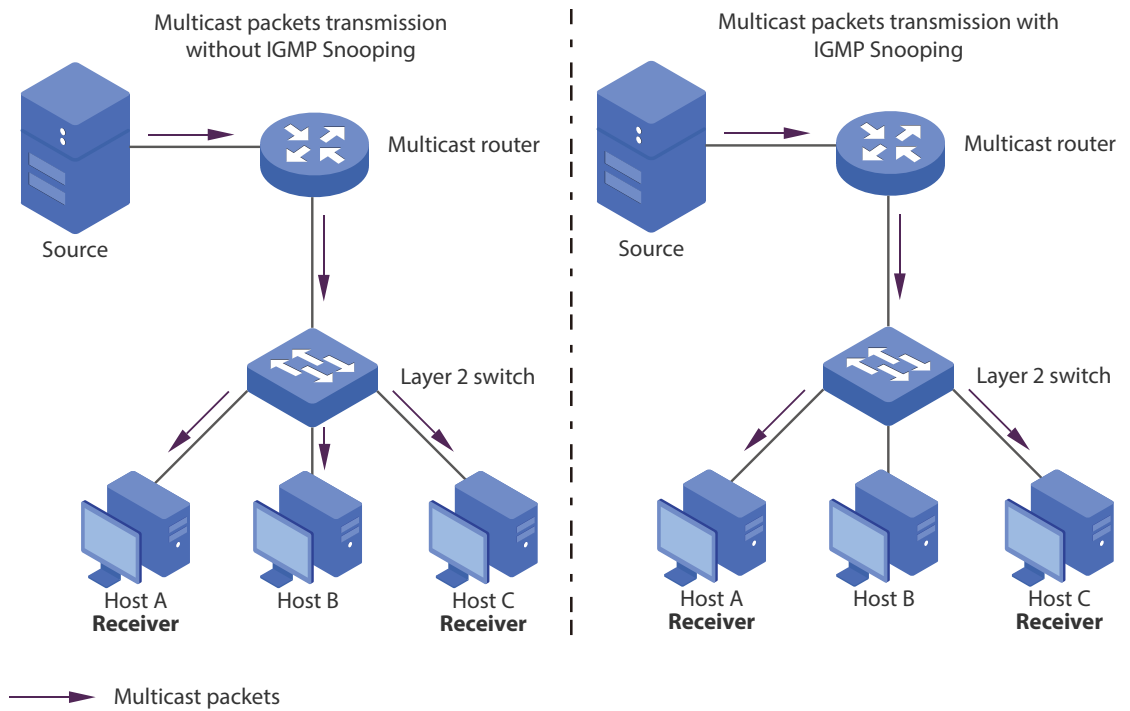 Multicast packets transmission
without IGMP Snooping
Multicast router
Source
Layer 2 switch
Host A
Receiver
Host B
Host C
Receiver
Multicast packets transmission with
IGMP Snooping
Multicast router
Source
Layer 2 switch
Host A
Receiver
Host B
Host C
Receiver
Multicast packets